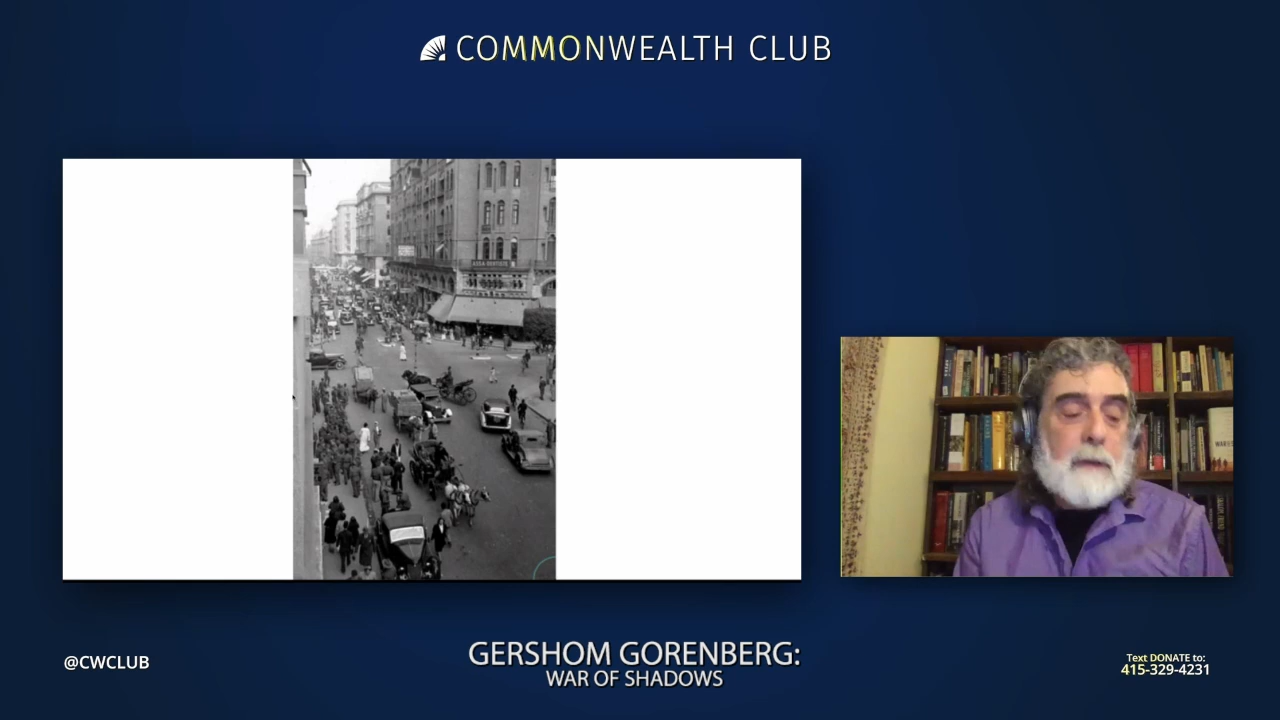 COMMONWEALTH CLUB
@CWCLUB
GERSHOM GORENBERG:
WAR OF SHADOWS
Text DONATE to:
415-329-4231